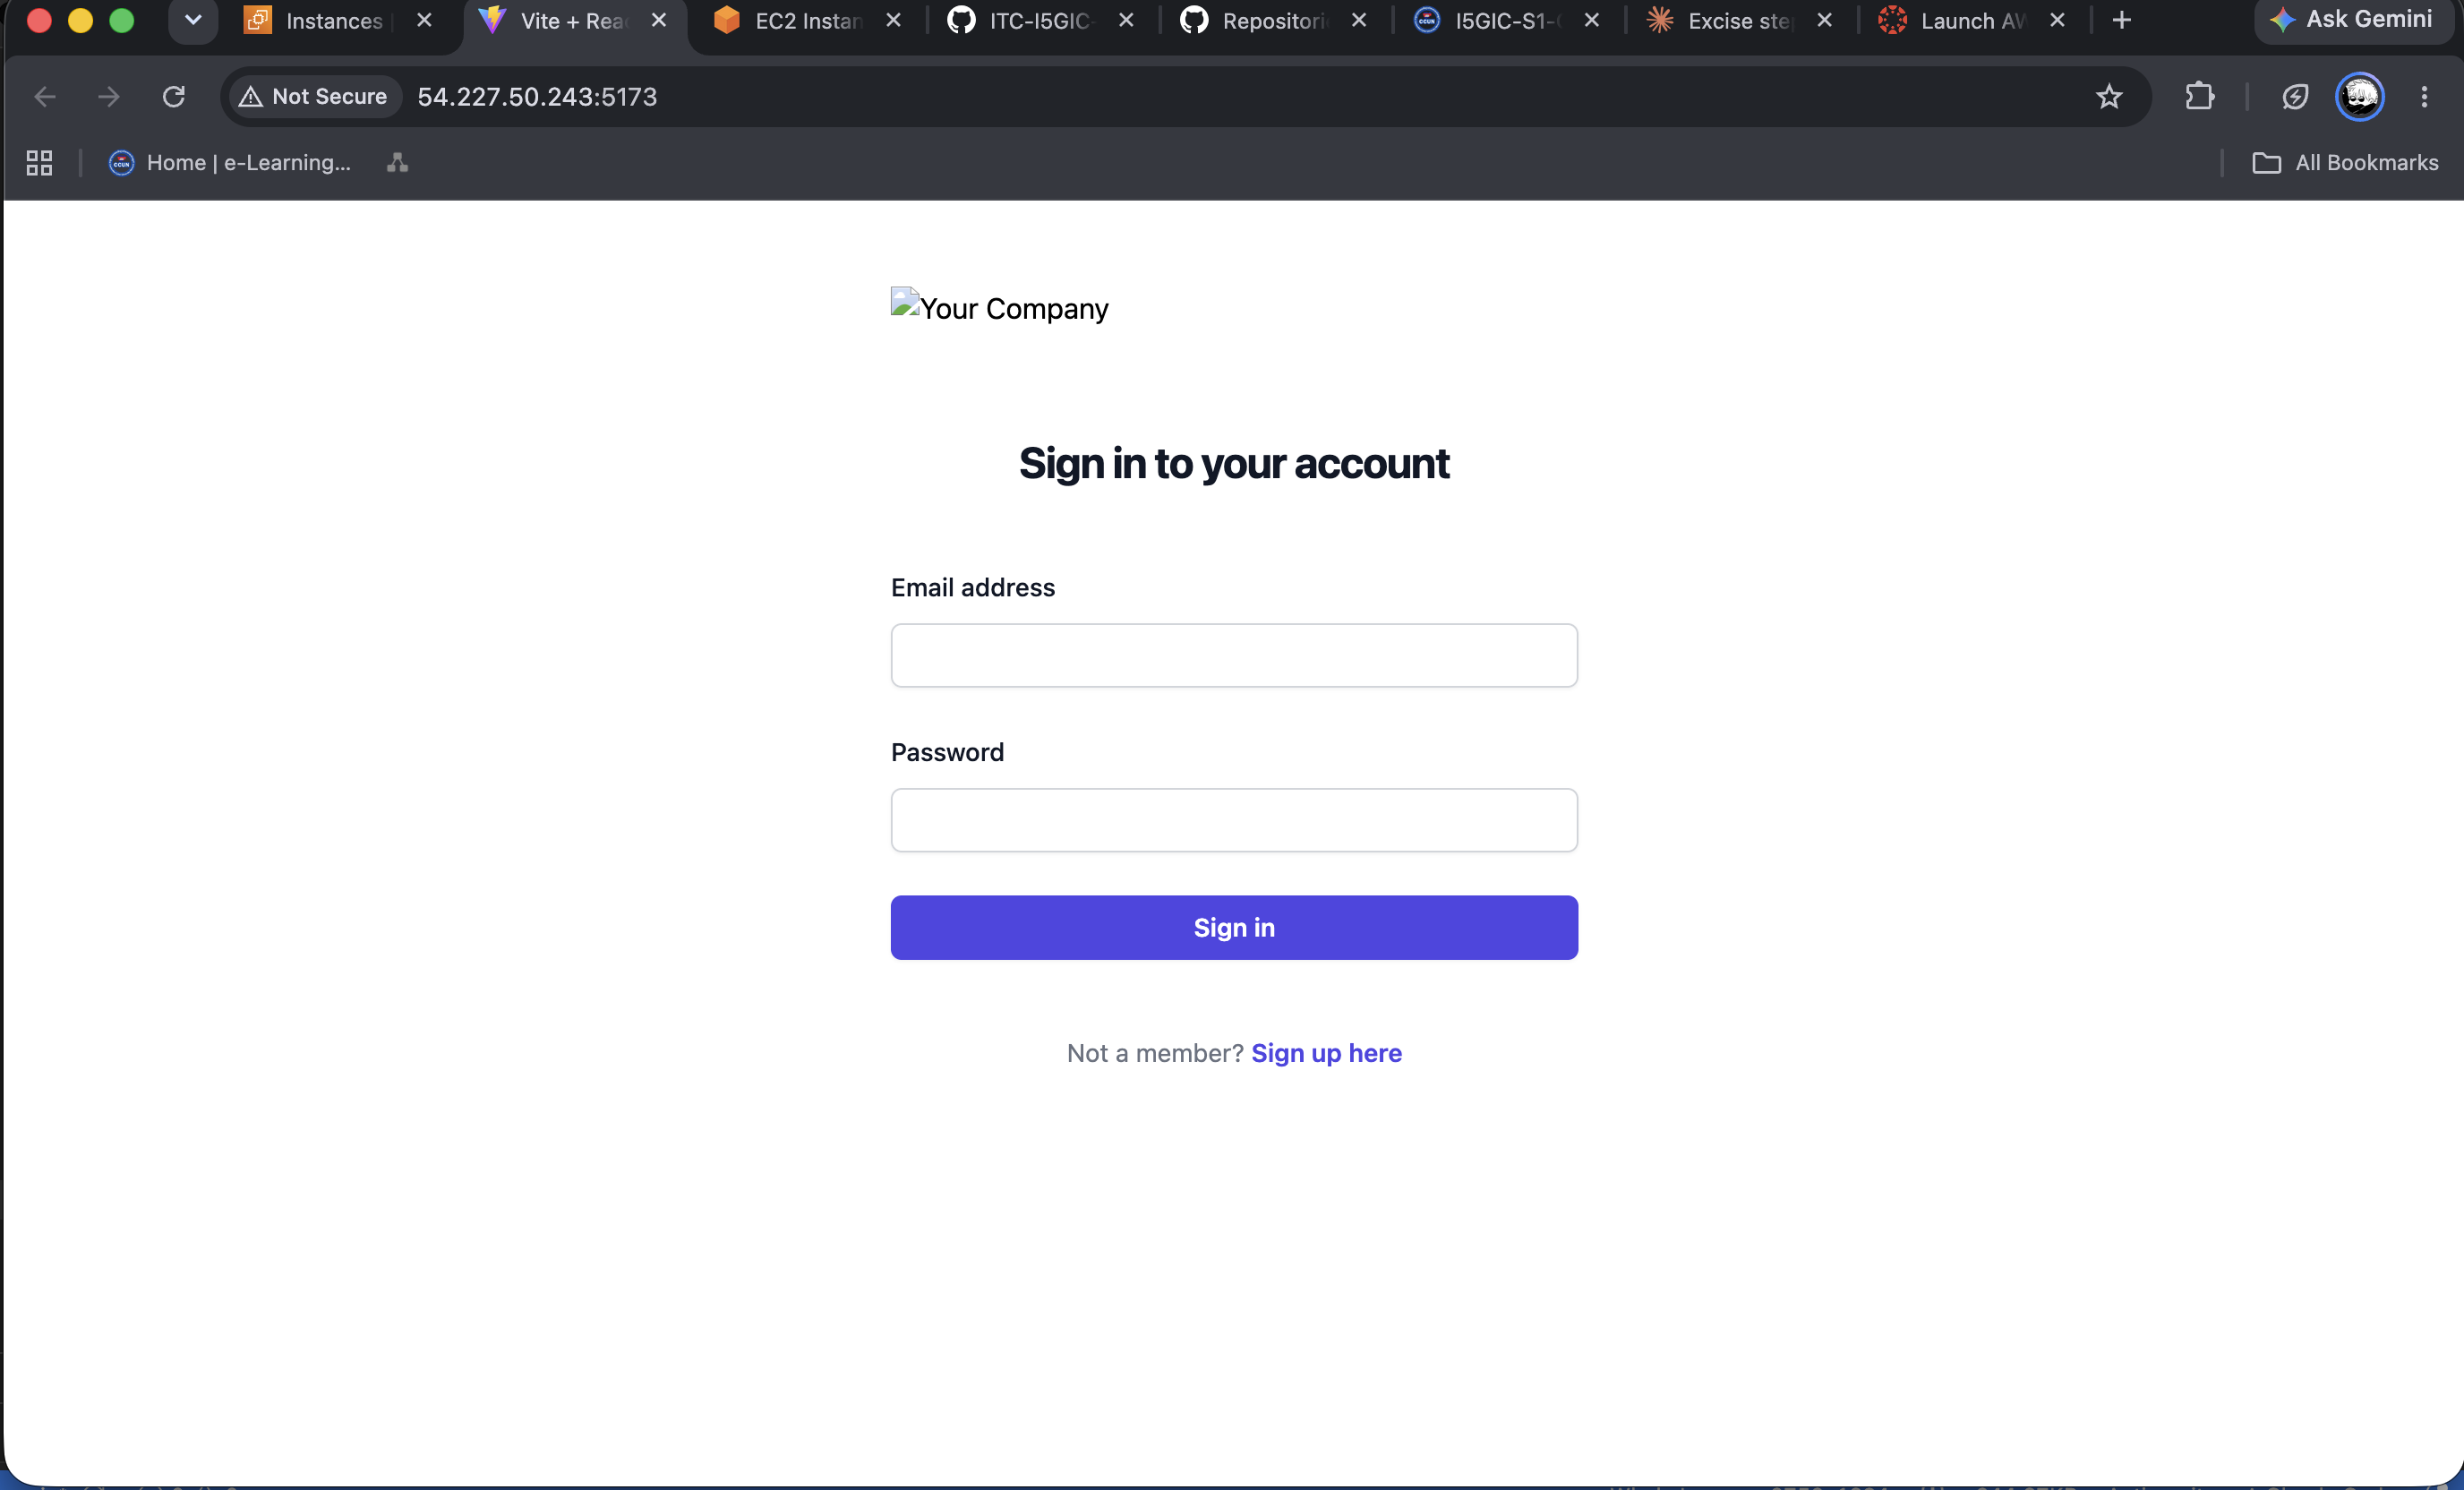 Instances
Vite + Rea
EC2 Instan
ITC-I5GIC-
Repositori
I5GIC-S1-
Excise ste
Launch AW
Ask Gemini
Not Secure
54.227.50.243:5173
Home | e-Learning...
All Bookmarks
Your Company
Sign in to your account
Email address
Password
Sign in
Not a member? Sign up here